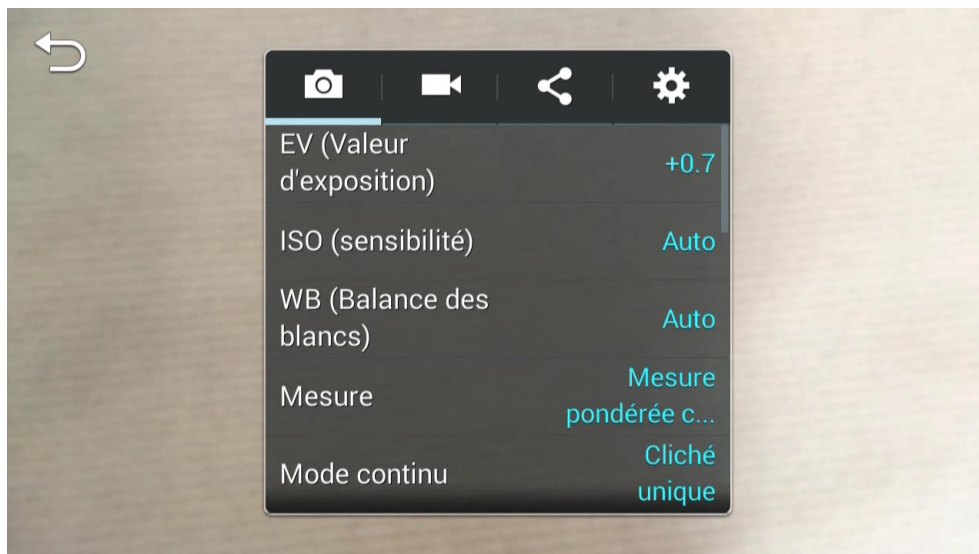 EV (Valeur
d'exposition)
+0.7
ISO (sensibilité)
Auto
WB (Balance des
blancs)
Auto
Mesure
Mesure
pondérée c...
Mode continu
Cliché
unique